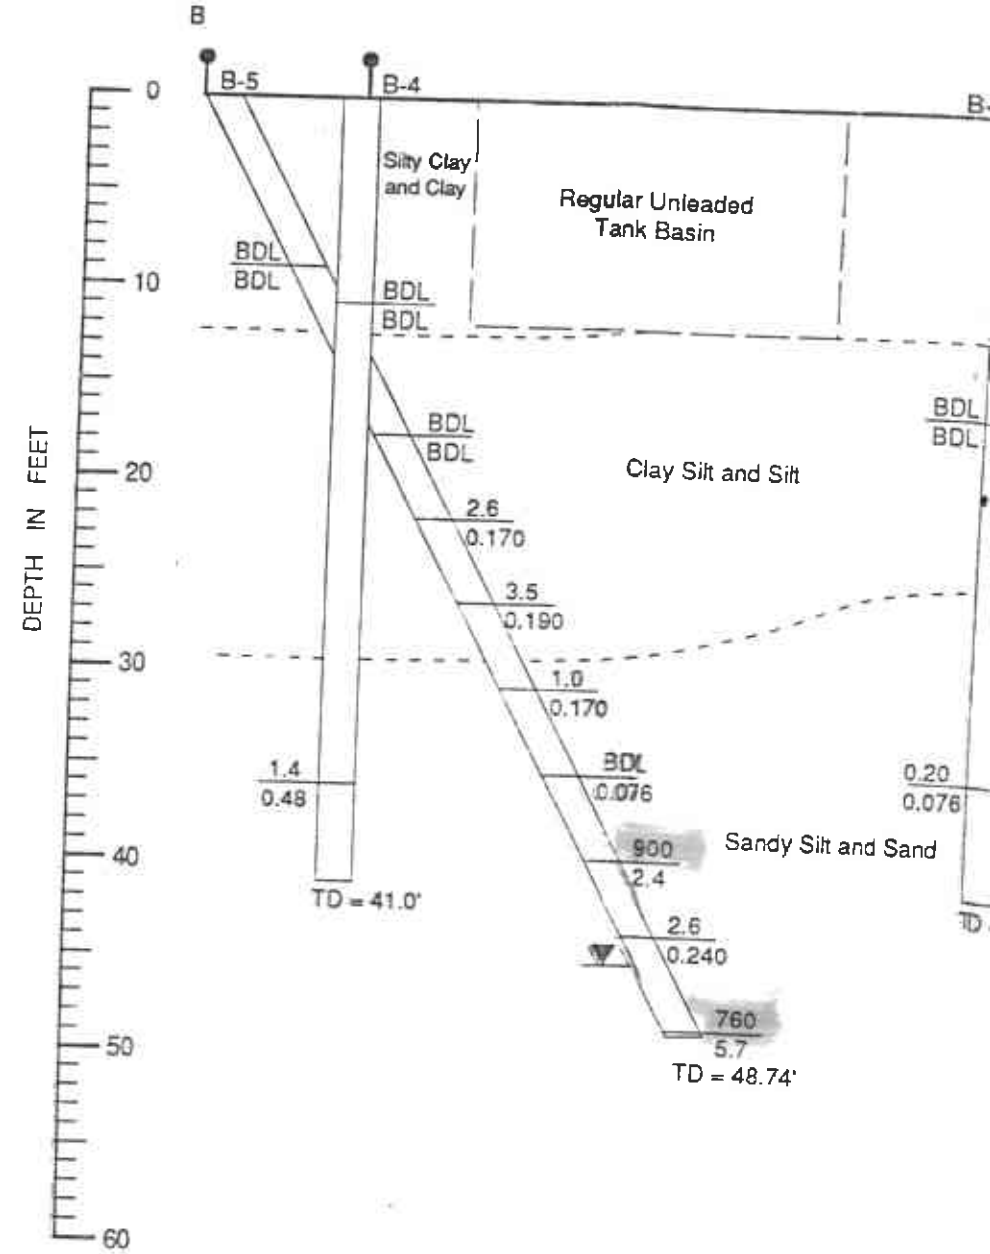 B
B-5
B-4
0
10
20
30
40
50
60
DEPTH IN FEET
Silty Clay
and Clay
Regular Unleaded
Tank Basin
BDL
BDL
BDL
BDL
BDL
BDL
BDL
BDL
Clay Silt and Silt
2.6
0.170
3.5
0.190
1.0
0.170
BDL
0.076
1.4
0.48
0.20
0.076
900
2.4
Sandy Silt and Sand
TD = 41.0'
2.6
0.240
760
5.7
TD = 48.74'